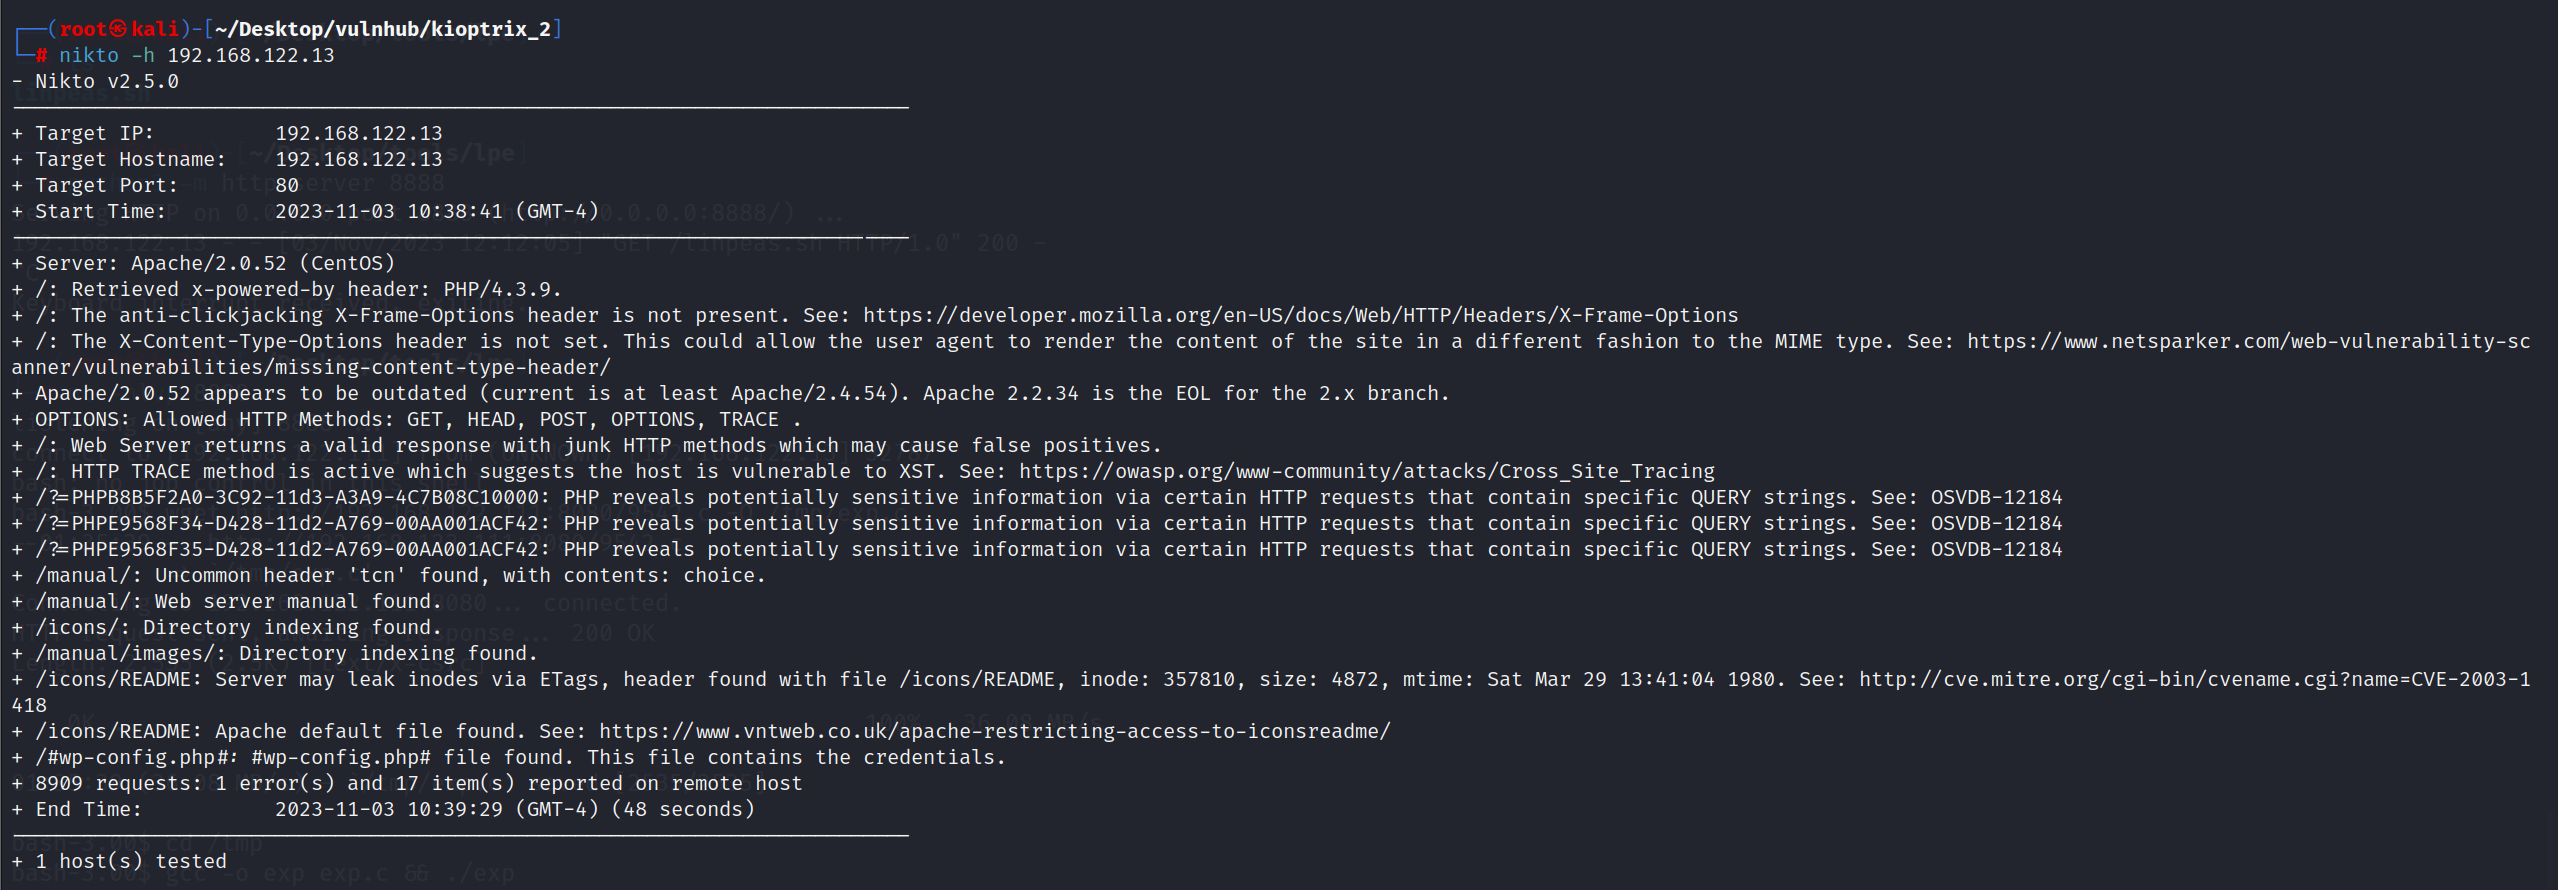 ┌──(root㉿kali)-[~/Desktop/vulnhub/kioptrix_2]
└─# nikto -h 192.168.122.13
- Nikto v2.5.0
---------------------------------------------------------------------------
+ Target IP:          192.168.122.13
+ Target Hostname:    192.168.122.13
+ Target Port:        80
+ Start Time:         2023-11-03 10:38:41 (GMT-4)
---------------------------------------------------------------------------
+ Server: Apache/2.0.52 (CentOS)
+ /: Retrieved x-powered-by header: PHP/4.3.9.
+ /: The anti-clickjacking X-Frame-Options header is not present. See: https://developer.mozilla.org/en-US/docs/Web/HTTP/Headers/X-Frame-Options
+ /: The X-Content-Type-Options header is not set. This could allow the user agent to render the content of the site in a different fashion to the MIME type. See: https://www.netsparker.com/web-vulnerability-sc
anner/vulnerabilities/missing-content-type-header/
+ Apache/2.0.52 appears to be outdated (current is at least Apache/2.4.54). Apache 2.2.34 is the EOL for the 2.x branch.
+ OPTIONS: Allowed HTTP Methods: GET, HEAD, POST, OPTIONS, TRACE .
+ /: Web Server returns a valid response with junk HTTP methods which may cause false positives.
+ /: HTTP TRACE method is active which suggests the host is vulnerable to XST. See: https://owasp.org/www-community/attacks/Cross_Site_Tracing
+ /?=PHPB8B5F2A0-3C92-11d3-A3A9-4C7B08C10000: PHP reveals potentially sensitive information via certain HTTP requests that contain specific QUERY strings. See: OSVDB-12184
+ /?=PHPE9568F34-D428-11d2-A769-00AA001ACF42: PHP reveals potentially sensitive information via certain HTTP requests that contain specific QUERY strings. See: OSVDB-12184
+ /?=PHPE9568F35-D428-11d2-A769-00AA001ACF42: PHP reveals potentially sensitive information via certain HTTP requests that contain specific QUERY strings. See: OSVDB-12184
+ /manual/: Uncommon header 'tcn' found, with contents: choice.
+ /manual/: Web server manual found.
+ /icons/: Directory indexing found.
+ /manual/images/: Directory indexing found.
+ /icons/README: Server may leak inodes via ETags, header found with file /icons/README, inode: 357810, size: 4872, mtime: Sat Mar 29 13:41:04 1980. See: http://cve.mitre.org/cgi-bin/cvename.cgi?name=CVE-2003-1
418
+ /icons/README: Apache default file found. See: https://www.vntweb.co.uk/apache-restricting-access-to-iconsreadme/
+ /#wp-config.php#: #wp-config.php# file found. This file contains the credentials.
+ 8909 requests: 1 error(s) and 17 item(s) reported on remote host
+ End Time:           2023-11-03 10:39:29 (GMT-4) (48 seconds)
---------------------------------------------------------------------------
+ 1 host(s) tested